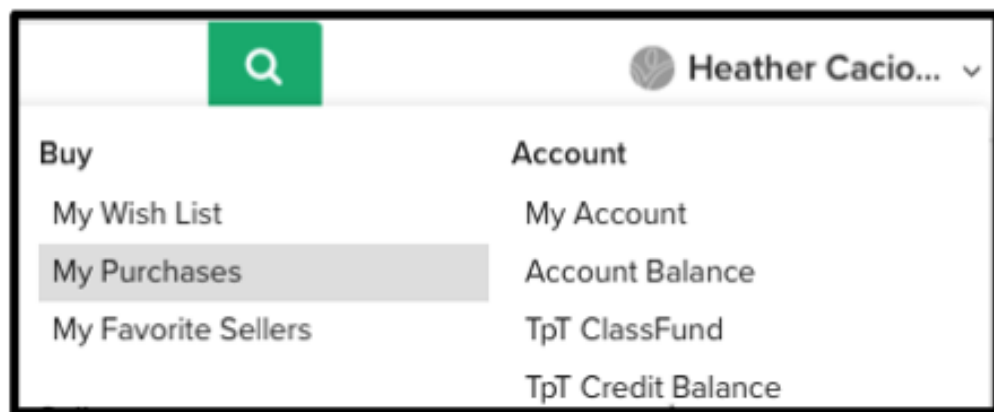 Heather Cacio...
Buy
My Wish List
My Purchases
My Favorite Sellers
Account
My Account
Account Balance
TpT ClassFund
TpT Credit Balance